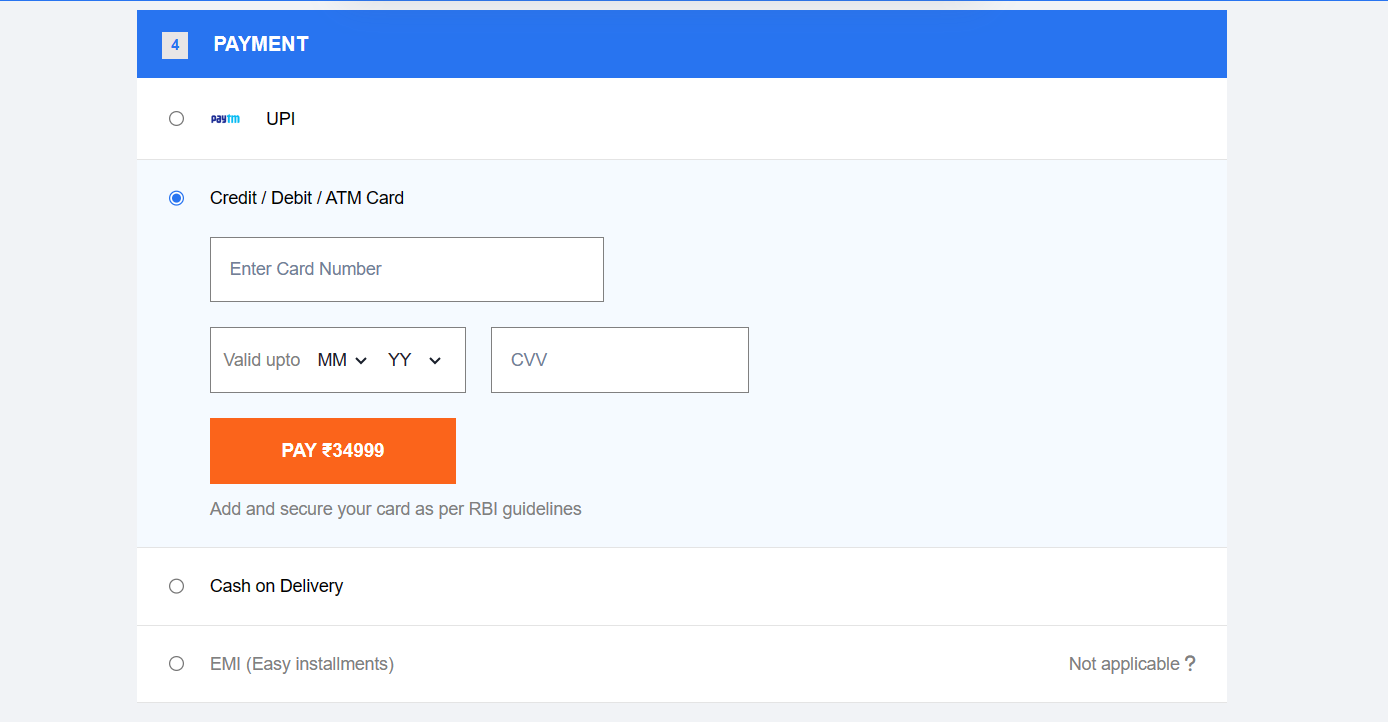 4 PAYMENT
paytm UPI
Credit / Debit / ATM Card
Enter Card Number
Valid upto MM YY CVV
PAY ₹34999
Add and secure your card as per RBI guidelines
Cash on Delivery
EMI (Easy installments) Not applicable ?